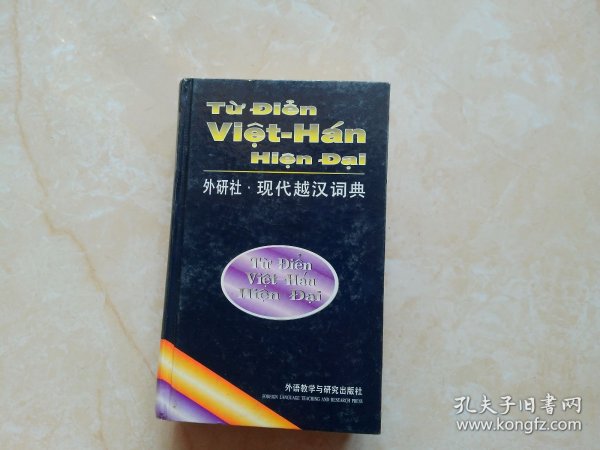 Từ Điển
Việt-Hán
Hiện Đại
外研社·现代越汉词典
Từ Điển
Việt Hán
Hiện Đại
外语教学与研究出版社
FOREIGN LANGUAGE TEACHING AND RESEARCH PRESS
孔夫子旧书网
www.kongfz.com